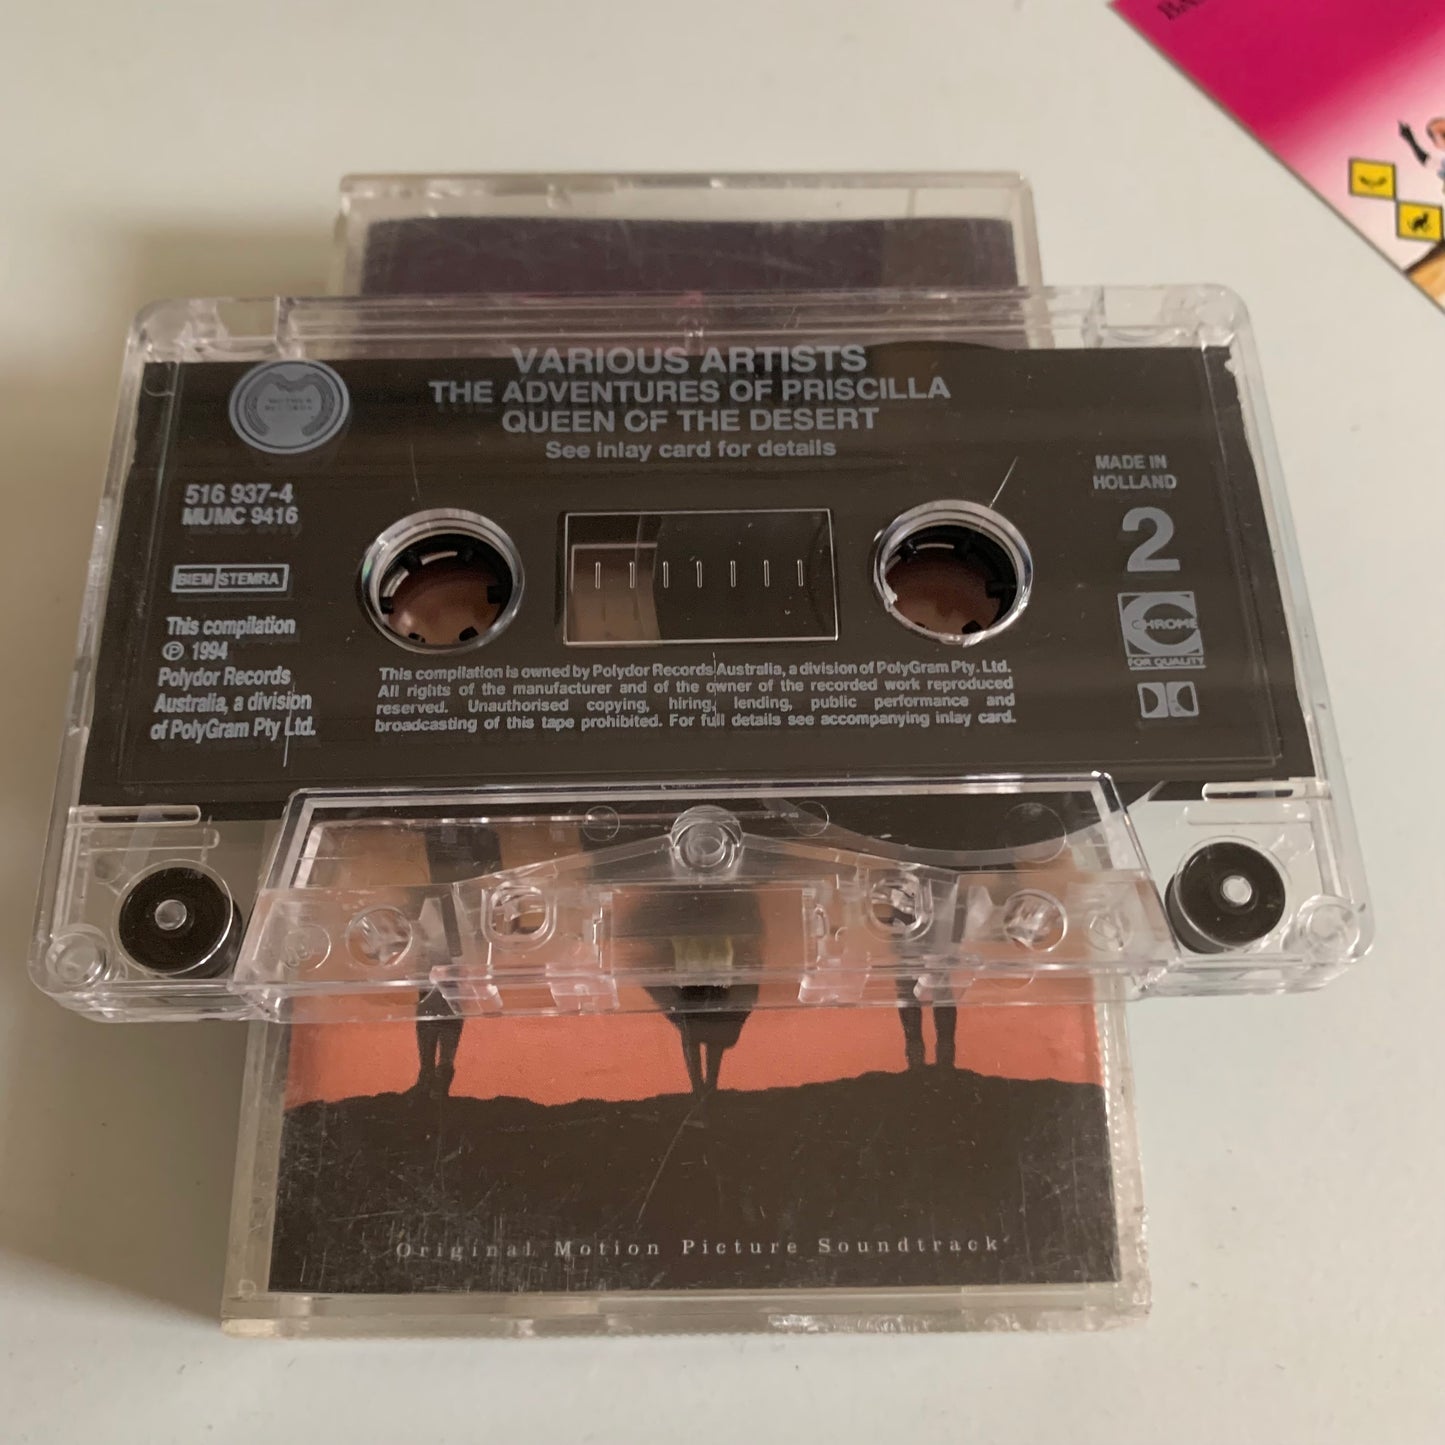 VARIOUS ARTISTS
THE ADVENTURES OF PRISCILLA
QUEEN OF THE DESERT
See inlay card for details
516 937-4
MUMC 9416
BIEM STEMRA
This compilation
℗ 1994
Polydor Records
Australia, a division
of PolyGram Pty Ltd.
MADE IN
HOLLAND
2
CHROME
FOR QUALITY
This compilation is owned by Polydor Records Australia, a division of PolyGram Pty. Ltd.
All rights of the manufacturer and of the owner of the recorded work reproduced
reserved. Unauthorised copying, hiring, lending, public performance and
broadcasting of this tape prohibited. For full details see accompanying inlay card.
Original Motion Picture Soundtrack